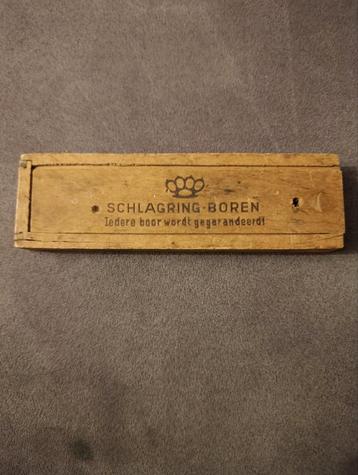 SCHLAGRING-BOREN
Iedere boor wordt gegarandeerd!